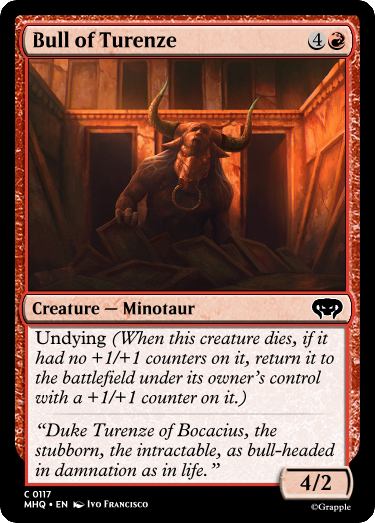 Bull of Turenze 4
Creature — Minotaur
Undying (When this creature dies, if it
had no +1/+1 counters on it, return it to
the battlefield under its owner's control
with a +1/+1 counter on it.)
“Duke Turenze of Bocacius, the
stubborn, the intractable, as bull-headed
in damnation as in life.”
4/2
C 0117
MHQ • EN Ivo Francisco
©Grapple